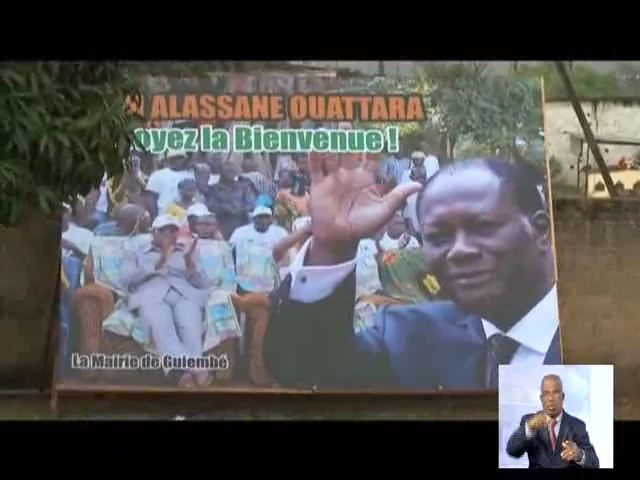 ALASSANE OUATTARA
oyez la Bienvenue !
La Mairie de Guiembé